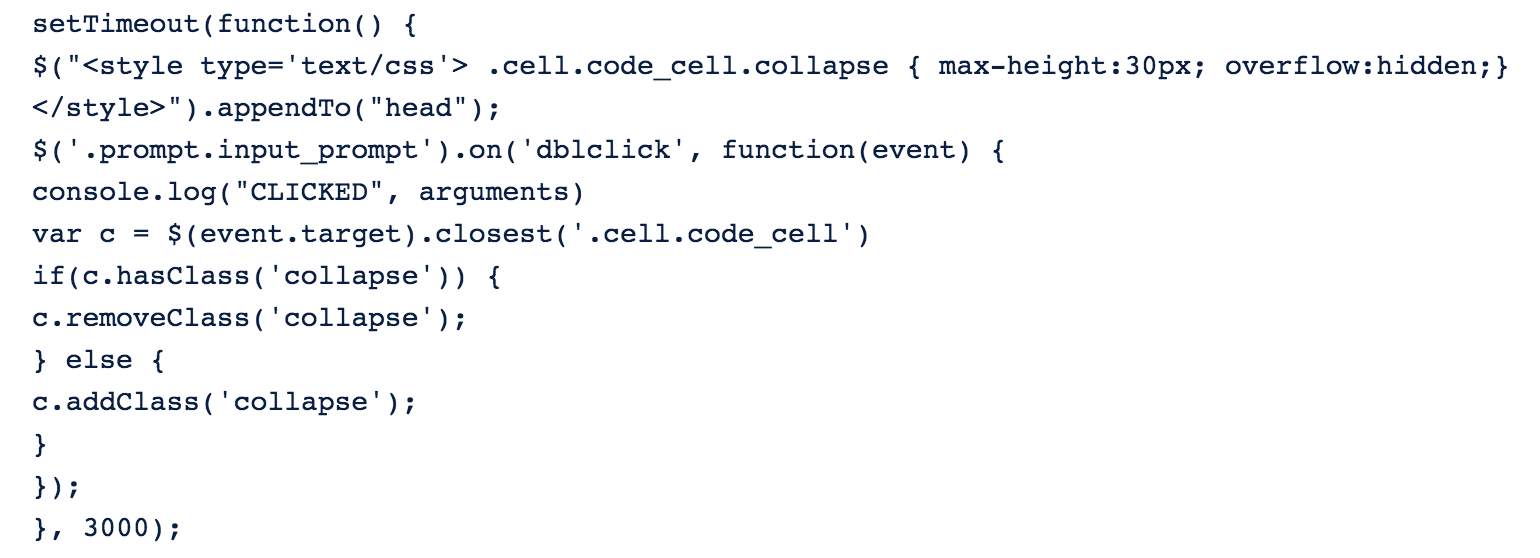 setTimeout(function() {
$("<style type='text/css'> .cell.code_cell.collapse { max-height:30px; overflow:hidden;}
</style>").appendTo("head");
$('.prompt.input_prompt').on('dblclick', function(event) {
console.log("CLICKED", arguments)
var c = $(event.target).closest('.cell.code_cell')
if(c.hasClass('collapse')) {
c.removeClass('collapse');
} else {
c.addClass('collapse');
}
});
}, 3000);